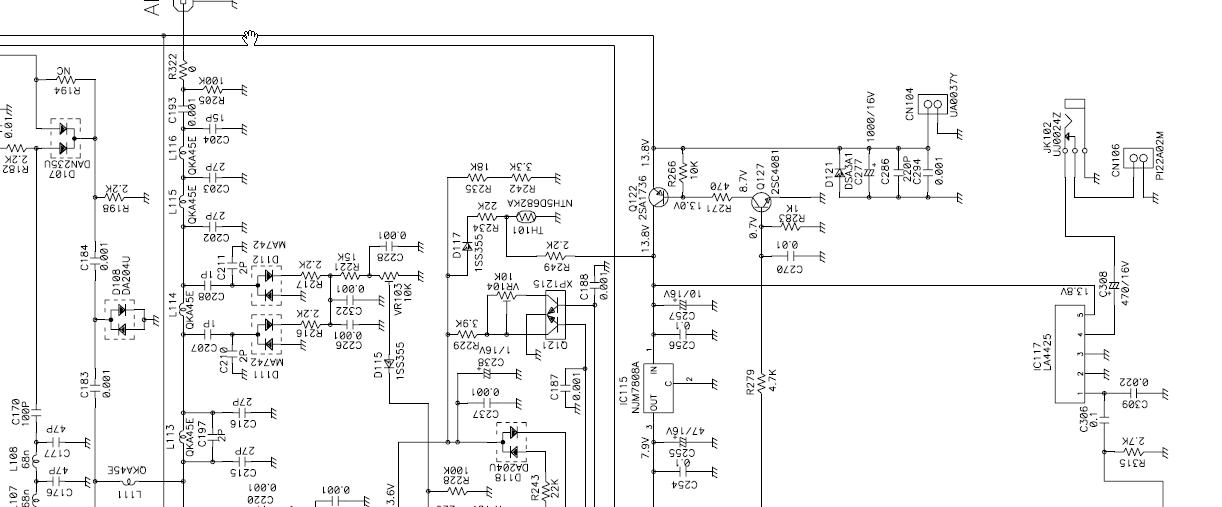 NC
R194
0.01
2.2K
R182
DAN235U
D107
2.2K
R198
C184
0.001
D108
DA204U
C183
0.001
C170
100P
L108
68n
47P
C177
47P
C176
L107
68n
QKA45E
L111
R322
0
100K
R205
C193
0.001
15P
C204
L116
QKA45E
27P
C203
L115
QKA45E
27P
C202
C211
2P
MA742
D112
1P
C208
L114
QKA45E
1P
C207
C210
2P
MA742
D111
2.2K
R217
15K
R221
0.001
C228
VR103
10K
0.001
C322
2.2K
R216
0.001
C226
D115
1SS355
27P
C216
L113
QKA45E
C197
2P
27P
C215
0.001
C220
0.001
3.6V
18K
R235
3.3K
R242
22K
R234
NTH5G682KA
TH101
D117
1SS355
2.2K
R249
10K
VR104
XP1215
Q121
C188
0.001
3.9K
R229
1/16V
C238
0.001
C237
C187
0.001
DA204U
D118
100K
R228
R243
22K
13.8V
Q122
2SA1736
13.8V
13.0V
R266
10K
470
R271
8.7V
Q127
2SC4081
0.7V
1K
R283
0.01
C270
10/16V
C257
0.1
C256
1
IC115
NJM7808A
IN
C
OUT
2
3
7.9V
47/16V
C255
0.1
C254
R279
4.7K
D121
DSA3A1
C277
1000/16V
C286
220P
C294
0.001
CN104
UA0037Y
JK102
UJ0024Z
CN106
PI22A02M
13.8V
C308
470/16V
IC117
LA4425
5
4
3
2
1
0.022
C309
C306
0.1
2.7K
R315